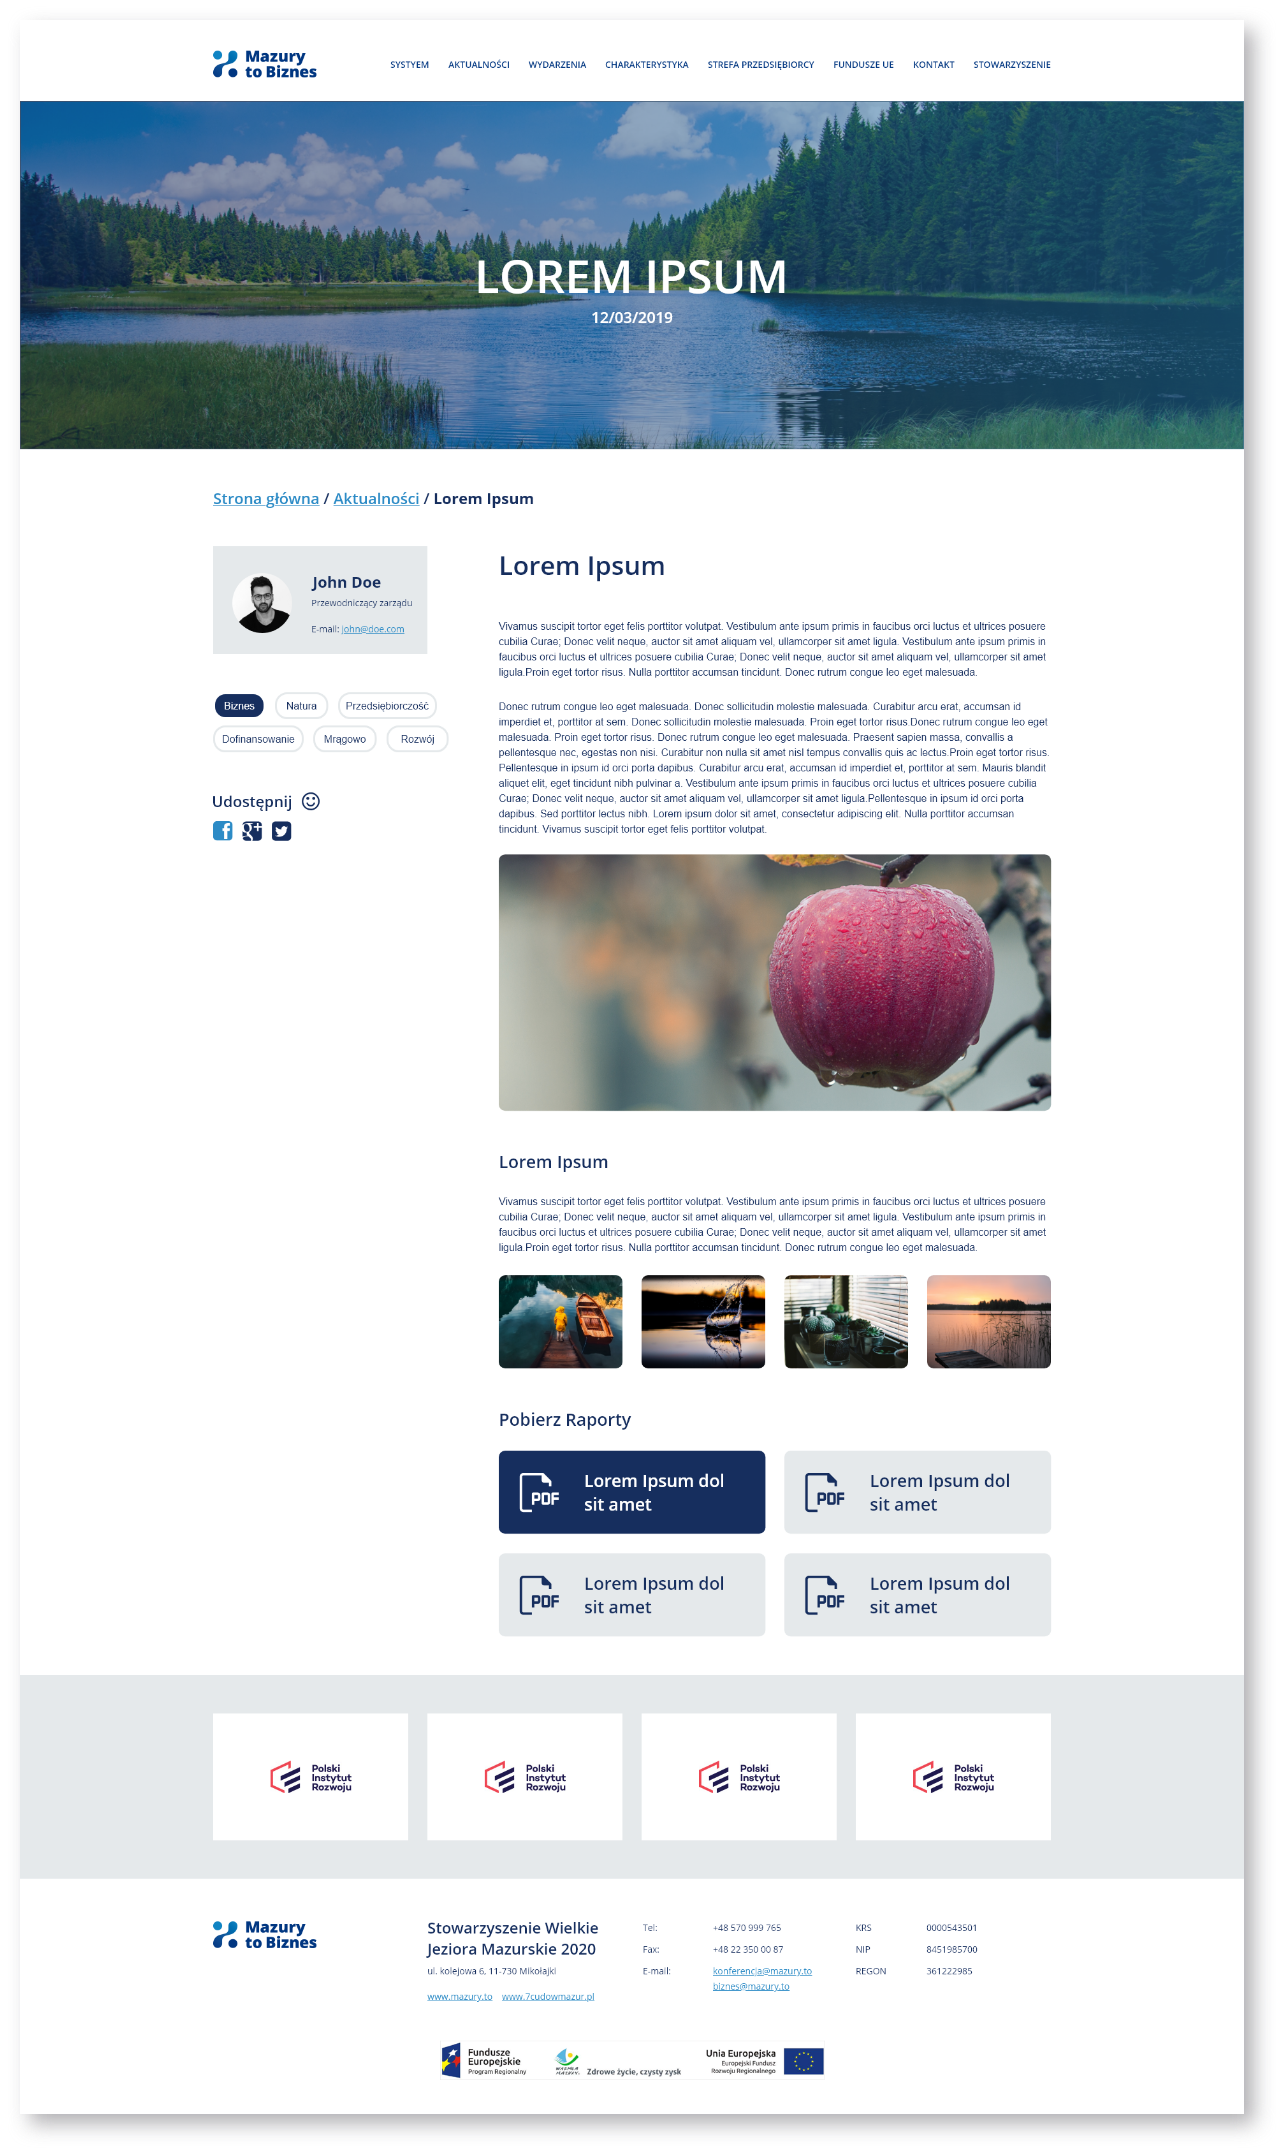 Mazury
to Biznes
SYSTYEM AKTUALNOŚCI WYDARZENIA CHARAKTERYSTYKA STREFA PRZEDSIĘBIORCY FUNDUSZE UE KONTAKT STOWARZYSZENIE
LOREM IPSUM
12/03/2019
Strona główna / Aktualności / Lorem Ipsum
John Doe
Przewodniczący zarządu
E-mail: john@doe.com
Biznes Natura Przedsiębiorczość
Dofinansowanie Mrągowo Rozwój
Udostępnij
Lorem Ipsum
Vivamus suscipit tortor eget felis porttitor volutpat. Vestibulum ante ipsum primis in faucibus orci luctus et ultrices posuere
cubilia Curae; Donec velit neque, auctor sit amet aliquam vel, ullamcorper sit amet ligula. Vestibulum ante ipsum primis in
faucibus orci luctus et ultrices posuere cubilia Curae; Donec velit neque, auctor sit amet aliquam vel, ullamcorper sit amet
ligula.Proin eget tortor risus. Nulla porttitor accumsan tincidunt. Donec rutrum congue leo eget malesuada.
Donec rutrum congue leo eget malesuada. Donec sollicitudin molestie malesuada. Curabitur arcu erat, accumsan id
imperdiet et, porttitor at sem. Donec sollicitudin molestie malesuada. Proin eget tortor risus.Donec rutrum congue leo eget
malesuada. Proin eget tortor risus. Donec rutrum congue leo eget malesuada. Praesent sapien massa, convallis a
pellentesque nec, egestas non nisi. Curabitur non nulla sit amet nisl tempus convallis quis ac lectus.Proin eget tortor risus.
Pellentesque in ipsum id orci porta dapibus. Curabitur arcu erat, accumsan id imperdiet et, porttitor at sem. Mauris blandit
aliquet elit, eget tincidunt nibh pulvinar a. Vestibulum ante ipsum primis in faucibus orci luctus et ultrices posuere cubilia
Curae; Donec velit neque, auctor sit amet aliquam vel, ullamcorper sit amet ligula.Pellentesque in ipsum id orci porta
dapibus. Sed porttitor lectus nibh. Lorem ipsum dolor sit amet, consectetur adipiscing elit. Nulla porttitor accumsan
tincidunt. Vivamus suscipit tortor eget felis porttitor volutpat.
Lorem Ipsum
Vivamus suscipit tortor eget felis porttitor volutpat. Vestibulum ante ipsum primis in faucibus orci luctus et ultrices posuere
cubilia Curae; Donec velit neque, auctor sit amet aliquam vel, ullamcorper sit amet ligula. Vestibulum ante ipsum primis in
faucibus orci luctus et ultrices posuere cubilia Curae; Donec velit neque, auctor sit amet aliquam vel, ullamcorper sit amet
ligula.Proin eget tortor risus. Nulla porttitor accumsan tincidunt. Donec rutrum congue leo eget malesuada.
Pobierz Raporty
PDF
Lorem Ipsum dol
sit amet
PDF
Lorem Ipsum dol
sit amet
PDF
Lorem Ipsum dol
sit amet
PDF
Lorem Ipsum dol
sit amet
Polski
Instytut
Rozwoju
Polski
Instytut
Rozwoju
Polski
Instytut
Rozwoju
Polski
Instytut
Rozwoju
Mazury
to Biznes
Stowarzyszenie Wielkie
Jeziora Mazurskie 2020
ul. kolejowa 6, 11-730 Mikołajki
www.mazury.to www.7cudowmazur.pl
Tel: +48 570 999 765
Fax: +48 22 350 00 87
E-mail: konferencja@mazury.to
biznes@mazury.to
KRS 0000543501
NIP 8451985700
REGON 361222985
Fundusze
Europejskie
Program Regionalny
Zdrowe życie, czysty zysk
Unia Europejska
Europejski Fundusz
Rozwoju Regionalnego